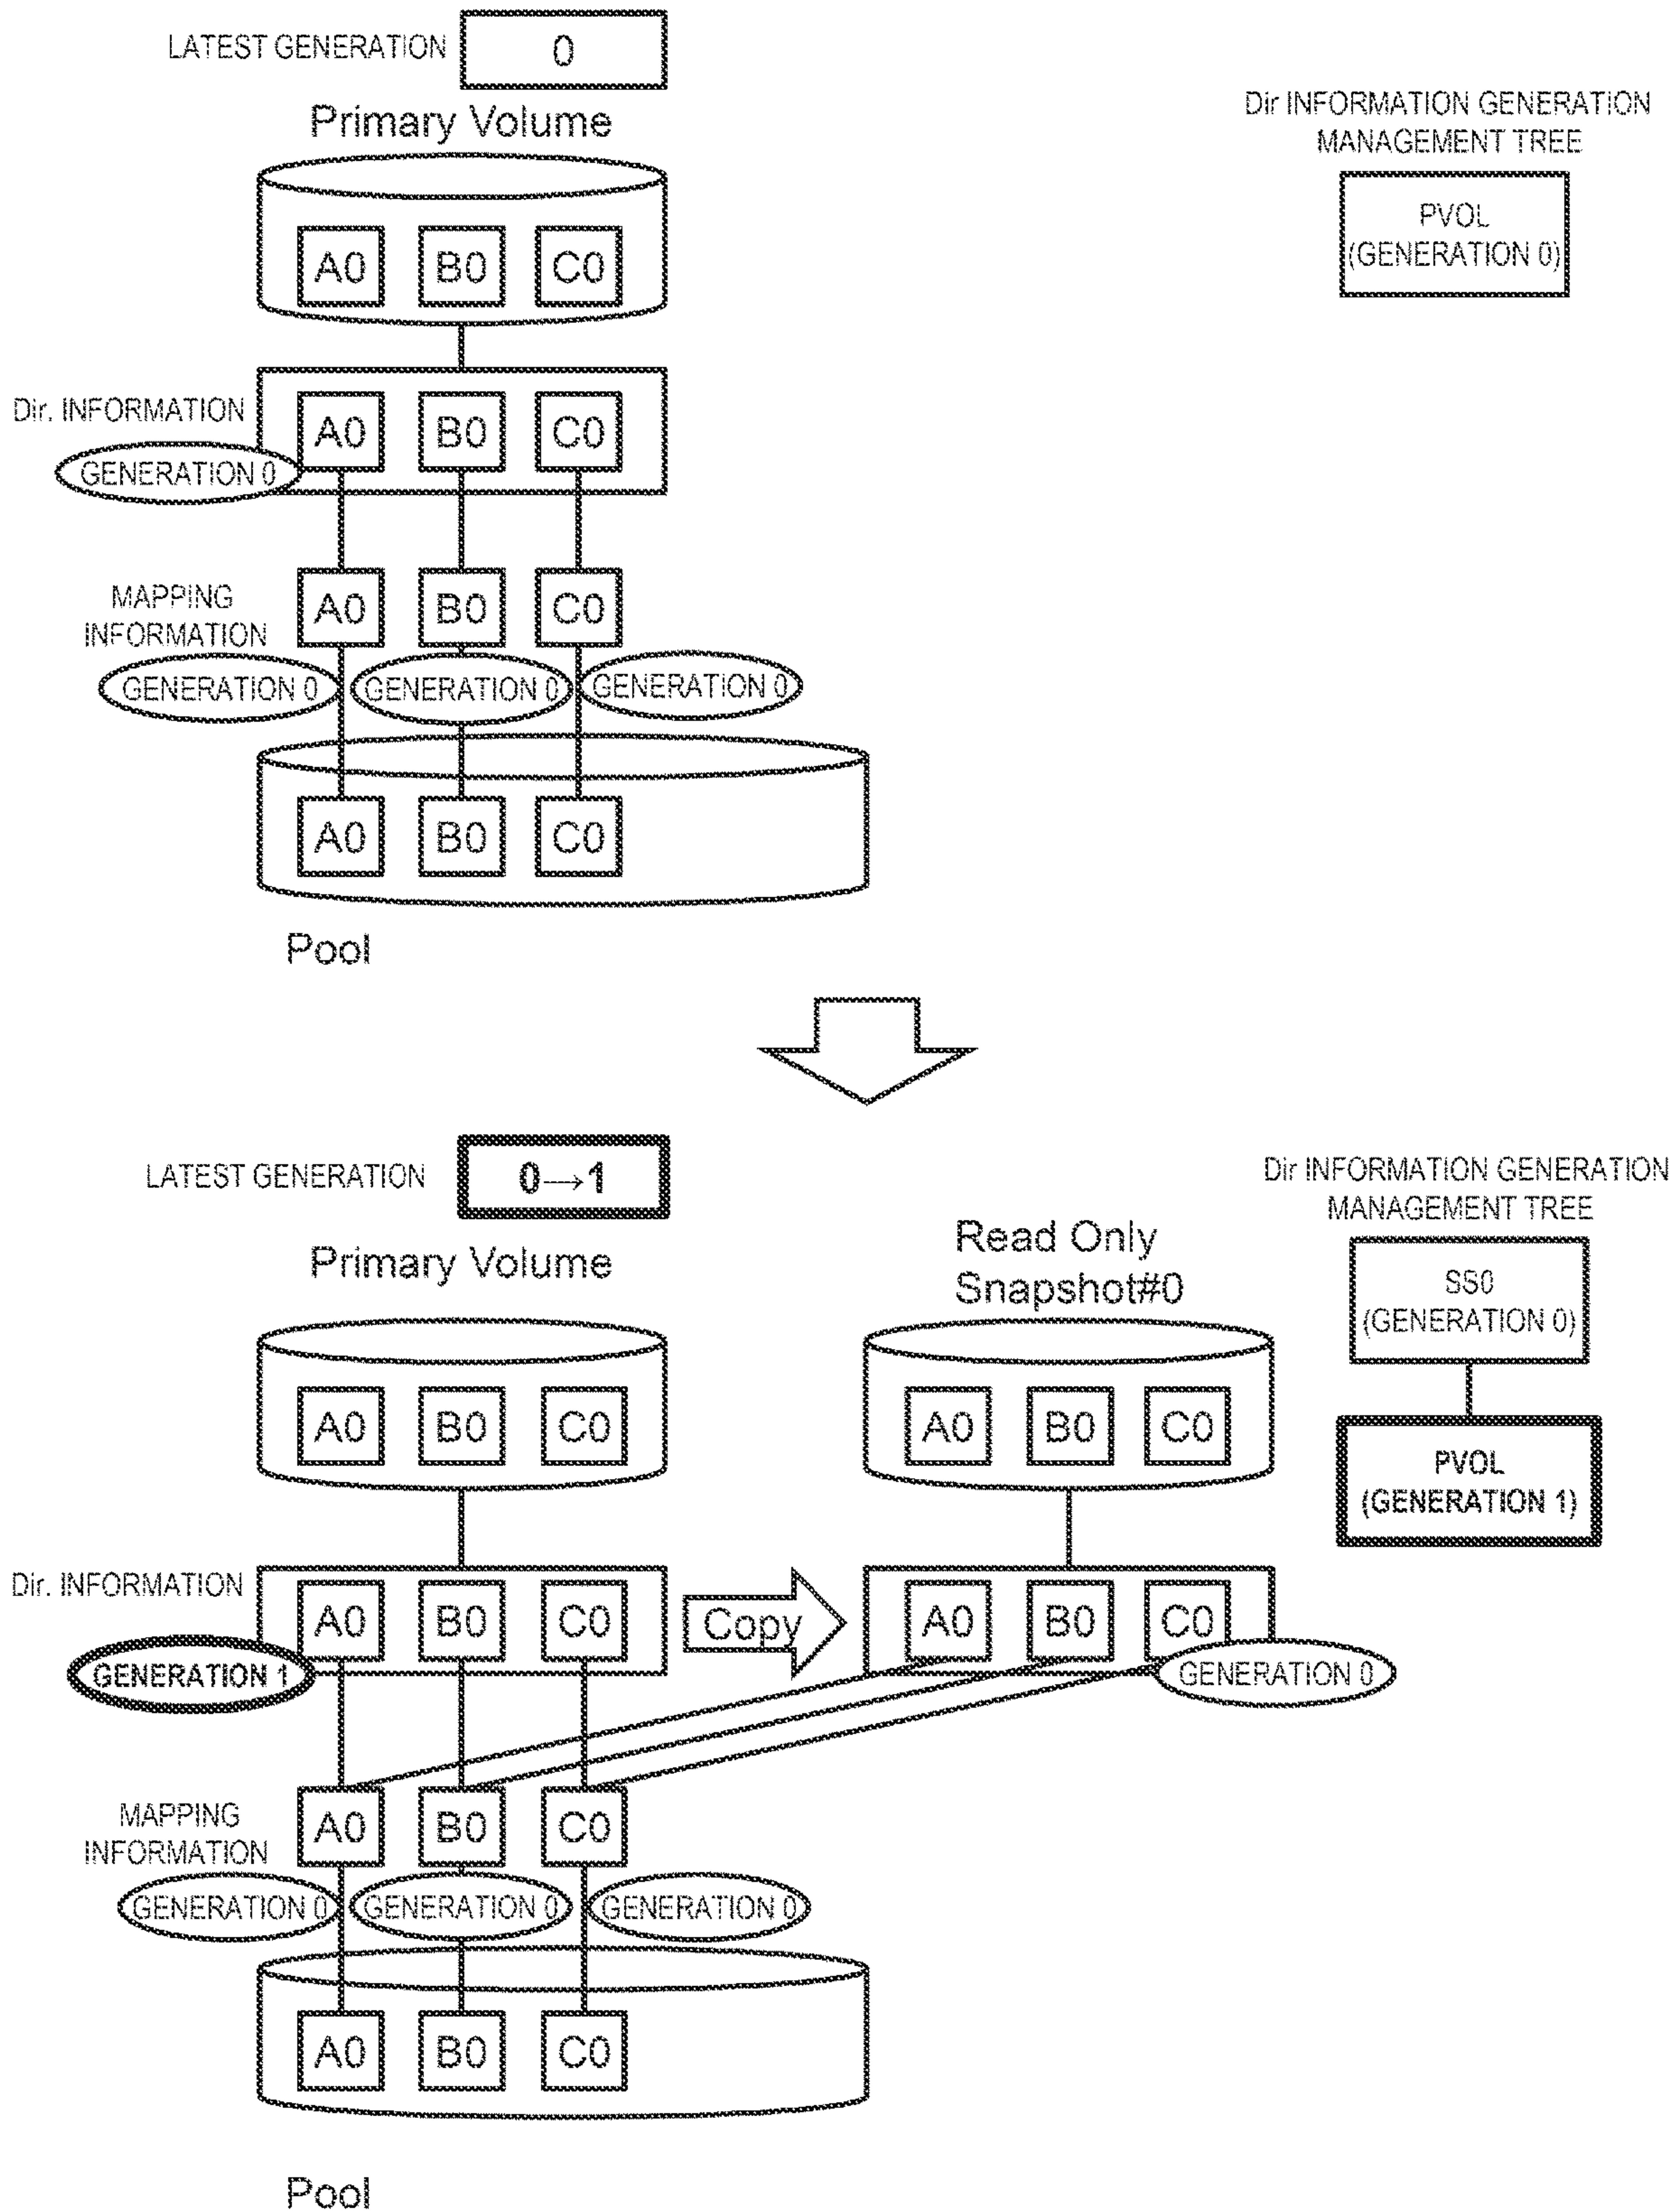 LATEST GENERATION 0
Primary Volume
Dir INFORMATION GENERATION
MANAGEMENT TREE
PVOL
(GENERATION 0)
A0 B0 C0
Dir. INFORMATION
A0 B0 C0
GENERATION 0
MAPPING
INFORMATION
A0 B0 C0
GENERATION 0 GENERATION 0 GENERATION 0
A0 B0 C0
Pool
LATEST GENERATION 0→1
Primary Volume
Read Only
Snapshot#0
Dir INFORMATION GENERATION
MANAGEMENT TREE
SS0
(GENERATION 0)
PVOL
(GENERATION 1)
A0 B0 C0
A0 B0 C0
Dir. INFORMATION
A0 B0 C0
Copy
A0 B0 C0
GENERATION 1
GENERATION 0
MAPPING
INFORMATION
A0 B0 C0
GENERATION 0 GENERATION 0 GENERATION 0
A0 B0 C0
Pool